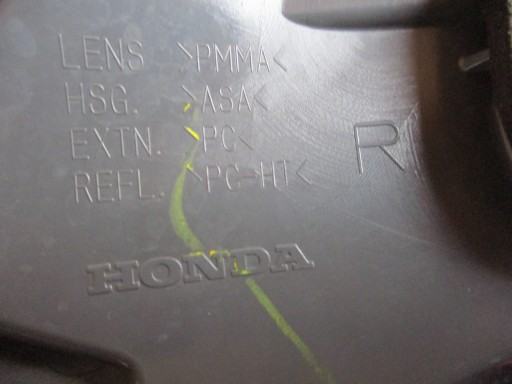 LENS >PMMA<
HSG. >ASA<
EXTN. >PC<
REFL. >PC-HT<
R
HONDA